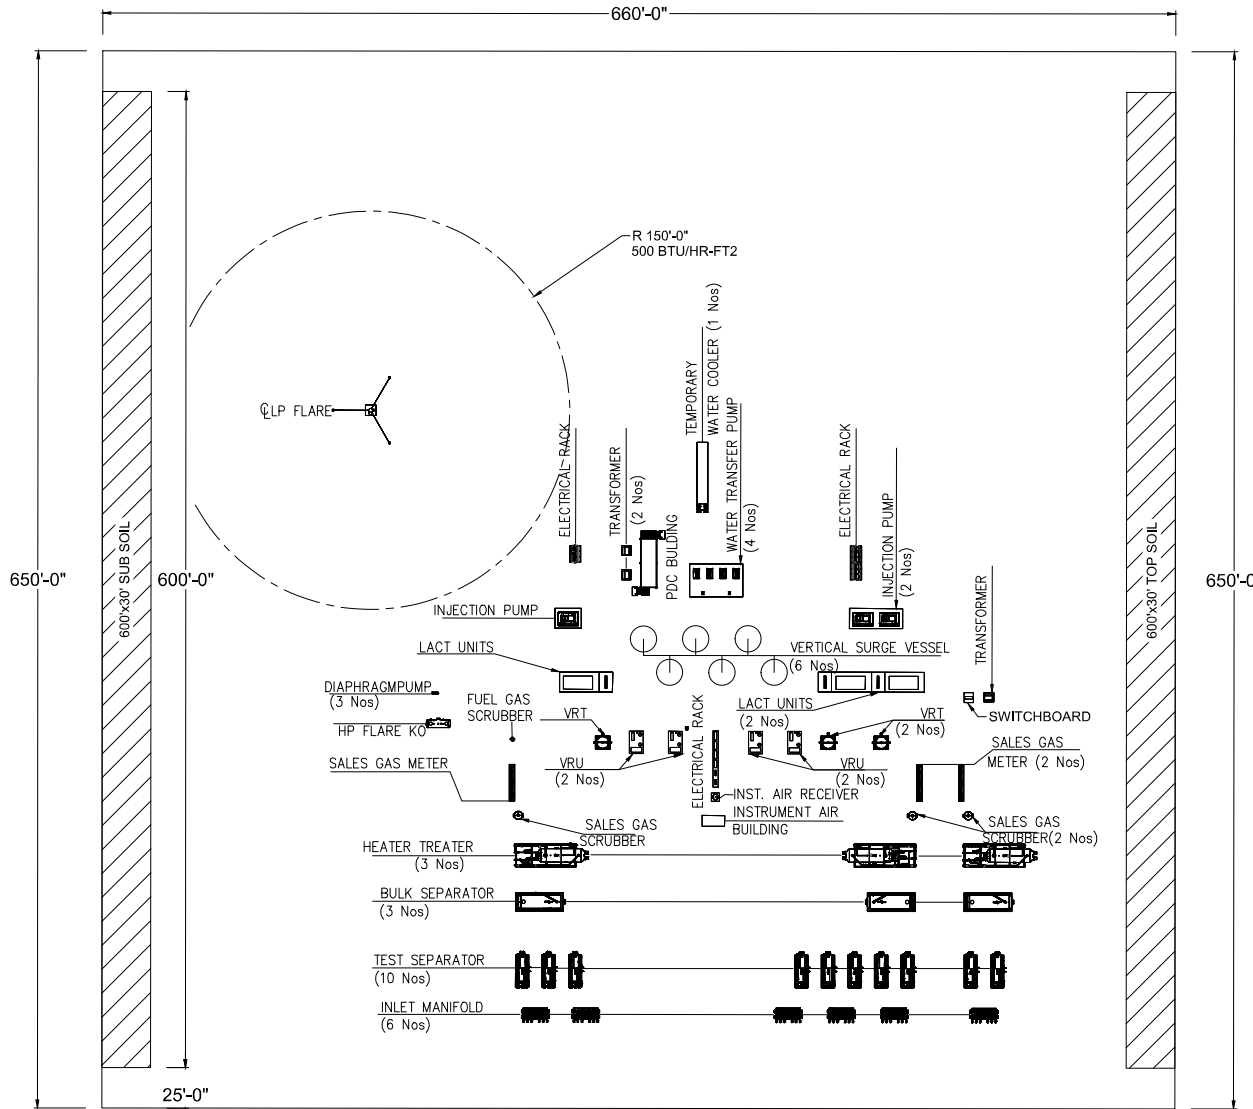 660'-0"
R 150'-0"
500 BTU/HR-FT2
TEMPORARY
WATER COOLER (1 Nos)
℄LP FLARE
ELECTRICAL RACK
TRANSFORMER
(2 Nos)
PDC BULDING
WATER TRANSFER PUMP
(4 Nos)
ELECTRICAL RACK
INJECTION PUMP
(2 Nos)
650'-0"
600'x30' SUB SOIL
600'-0"
600'x30' TOP SOIL
650'-0"
INJECTION PUMP
TRANSFORMER
LACT UNITS
VERTICAL SURGE VESSEL
(6 Nos)
DIAPHRAGMPUMP
(3 Nos)
FUEL GAS
SCRUBBER
VRT
LACT UNITS
(2 Nos)
VRT
(2 Nos)
SWITCHBOARD
HP FLARE KO
ELECTRICAL RACK
SALES GAS
METER (2 Nos)
SALES GAS METER
VRU
(2 Nos)
VRU
(2 Nos)
INST. AIR RECEIVER
INSTRUMENT AIR
BUILDING
SALES GAS
SCRUBBER
SALES GAS
SCRUBBER(2 Nos)
HEATER TREATER
(3 Nos)
BULK SEPARATOR
(3 Nos)
TEST SEPARATOR
(10 Nos)
INLET MANIFOLD
(6 Nos)
25'-0"